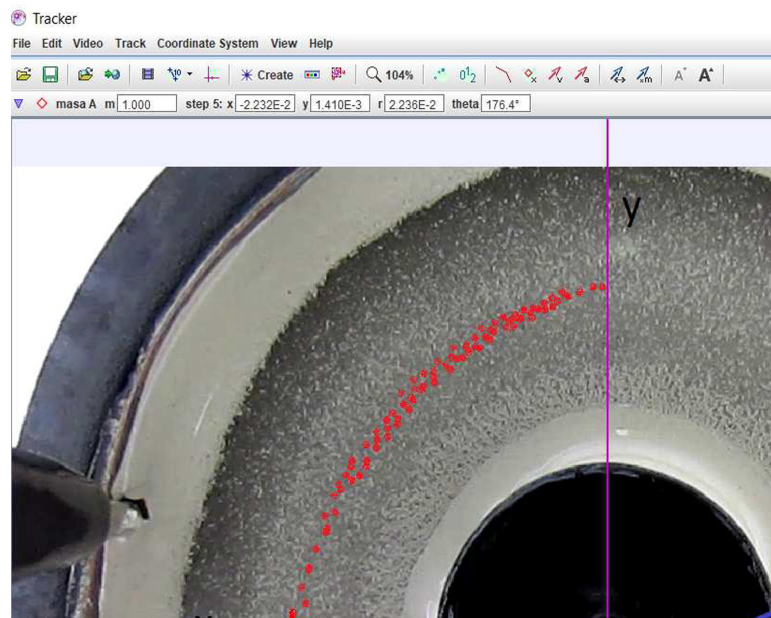 Tracker
File Edit Video Track Coordinate System View Help
Create 104%
masa A m 1.000 step 5: x -2.232E-2 y 1.410E-3 r 2.236E-2 theta 176.4°
y